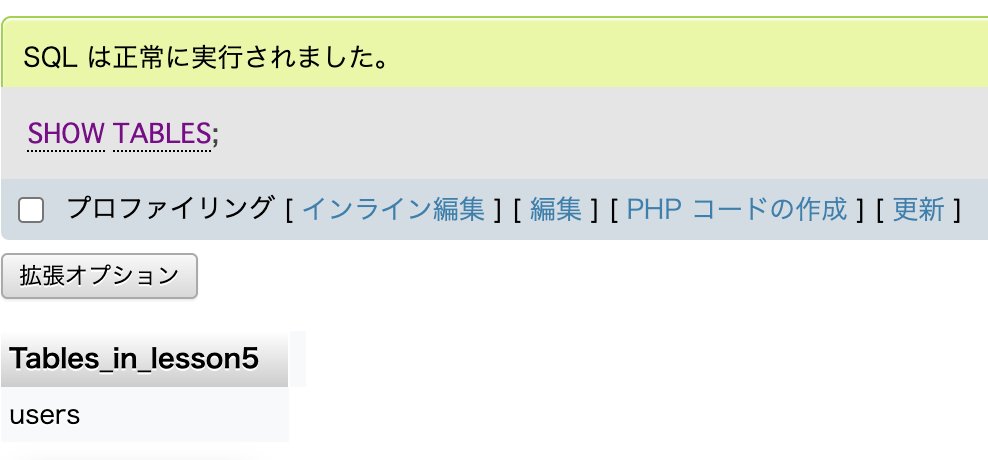 SQL は正常に実行されました。
SHOW TABLES;
プロファイリング [ インライン編集 ] [ 編集 ] [ PHP コードの作成 ] [ 更新 ]
拡張オプション
Tables_in_lesson5
users